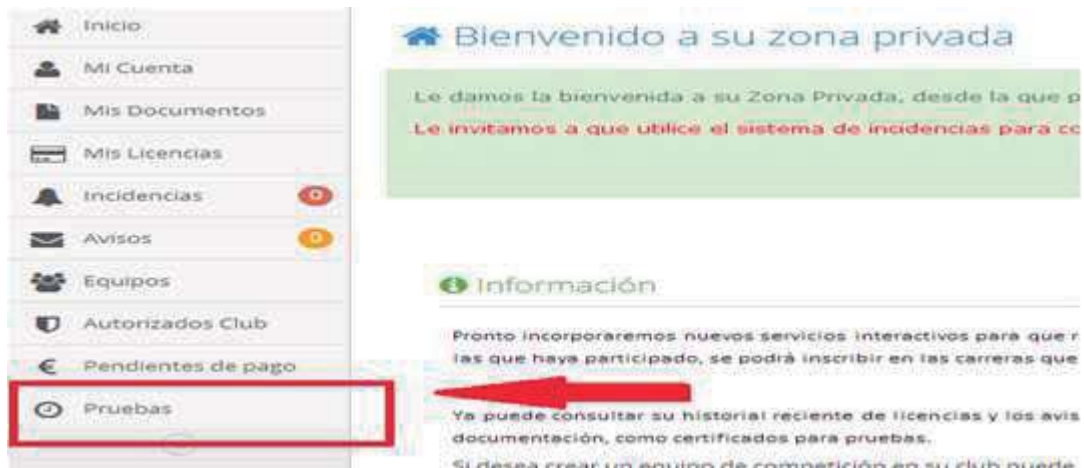 Inicio
Mi Cuenta
Mis Documentos
Mis Licencias
Incidencias 0
Avisos 0
Equipos
Autorizados Club
Pendientes de pago
Pruebas
Bienvenido a su zona privada
Le damos la bienvenida a su Zona Privada, desde la que p
Le invitamos a que utilice el sistema de incidencias para co
Información
Pronto incorporaremos nuevos servicios interactivos para que r
las que haya participado, se podrá inscribir en las carreras que
Ya puede consultar su historial reciente de licencias y los avis
documentación, como certificados para pruebas.
Si desea crear un equipo de competición en su club puede